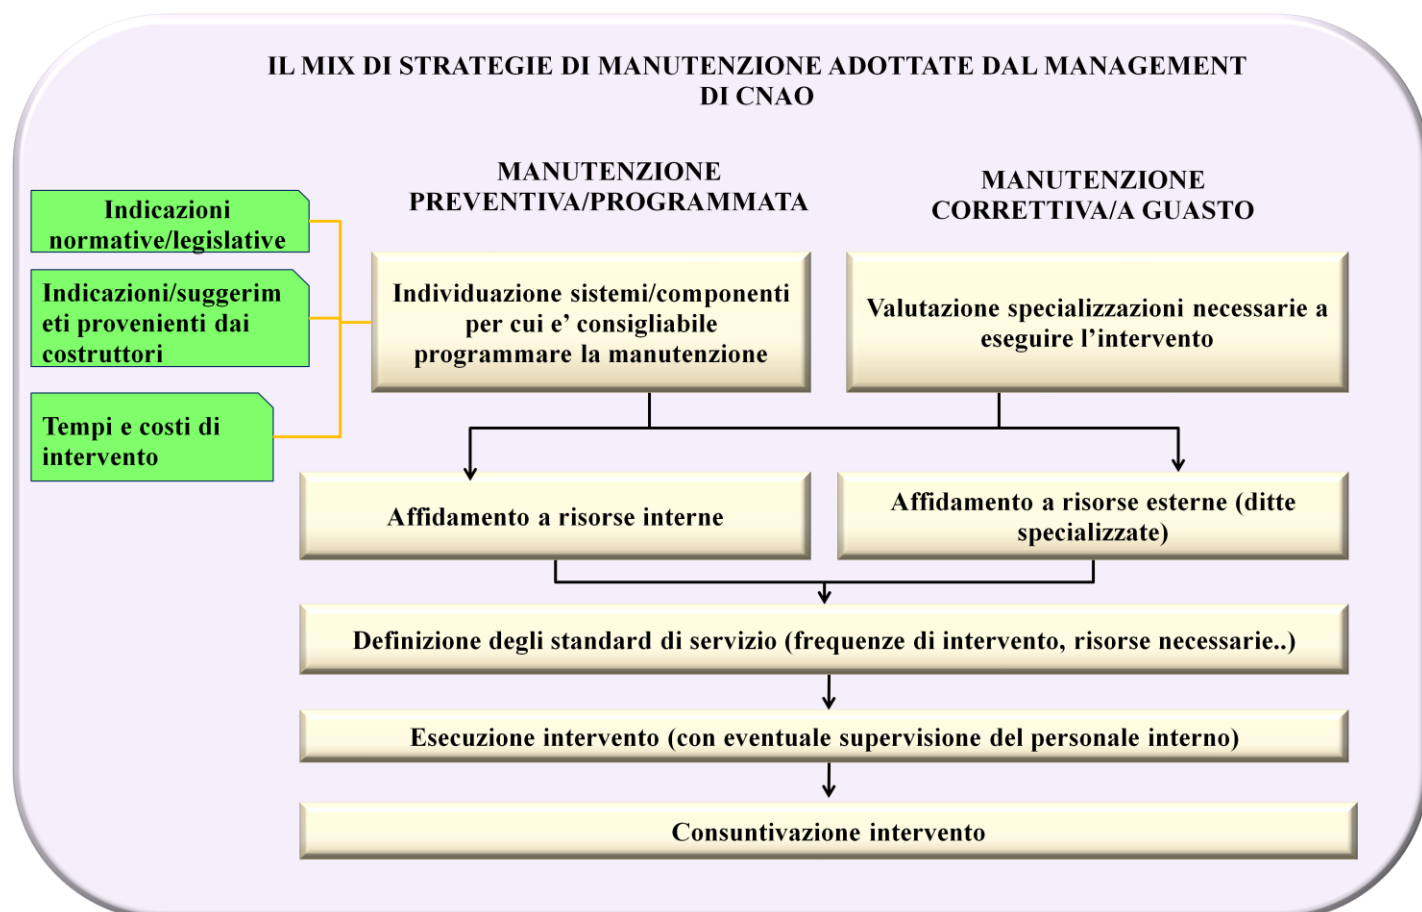 IL MIX DI STRATEGIE DI MANUTENZIONE ADOTTATE DAL MANAGEMENT
DI CNAO
MANUTENZIONE
PREVENTIVA/PROGRAMMATA
MANUTENZIONE
CORRETTIVA/A GUASTO
Indicazioni
normative/legislative
Indicazioni/suggerim
eti provenienti dai
costruttori
Tempi e costi di
intervento
Individuazione sistemi/componenti
per cui e’ consigliabile
programmare la manutenzione
Valutazione specializzazioni necessarie a
eseguire l’intervento
Affidamento a risorse interne
Affidamento a risorse esterne (ditte
specializzate)
Definizione degli standard di servizio (frequenze di intervento, risorse necessarie..)
Esecuzione intervento (con eventuale supervisione del personale interno)
Consuntivazione intervento